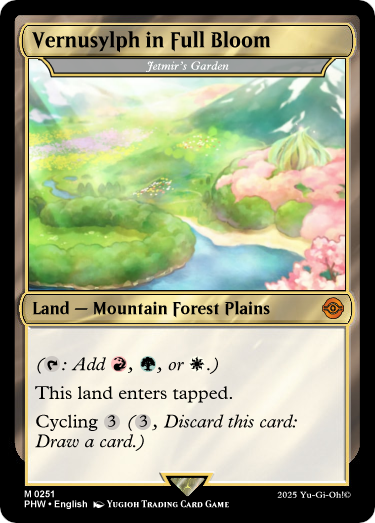 Vernusylph in Full Bloom
Jetmir's Garden
Land — Mountain Forest Plains
(: Add , , or .)
This land enters tapped.
Cycling 3 (3, Discard this card:
Draw a card.)
M 0251
PHW • English YUGIOH TRADING CARD GAME
2025 Yu-Gi-Oh!©